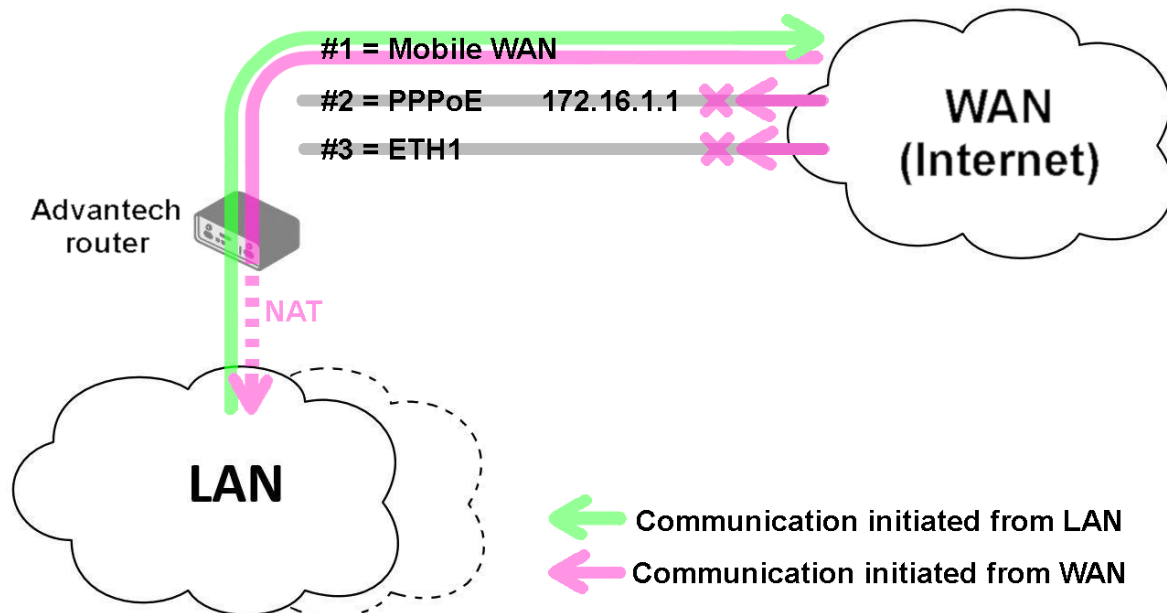 #1 = Mobile WAN
#2 = PPPoE 172.16.1.1
#3 = ETH1
WAN
(Internet)
Advantech
router
NAT
LAN
Communication initiated from LAN
Communication initiated from WAN